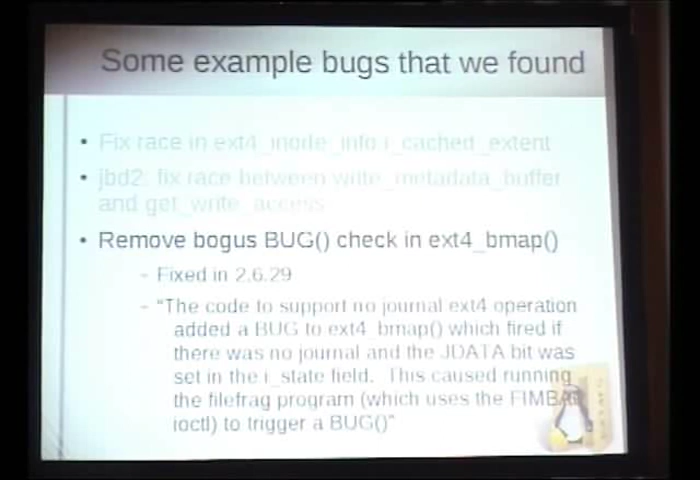 Some example bugs that we found
• Fix race in ext4_inode_info.i_cached_extent
• jbd2: fix race between write_metadata_buffer
and get_write_access
• Remove bogus BUG() check in ext4_bmap()
– Fixed in 2.6.29
– "The code to support no journal ext4 operation
added a BUG to ext4_bmap() which fired if
there was no journal and the JDATA bit was
set in the i_state field. This caused running
the filefrag program (which uses the FIMBAP
ioctl) to trigger a BUG()"